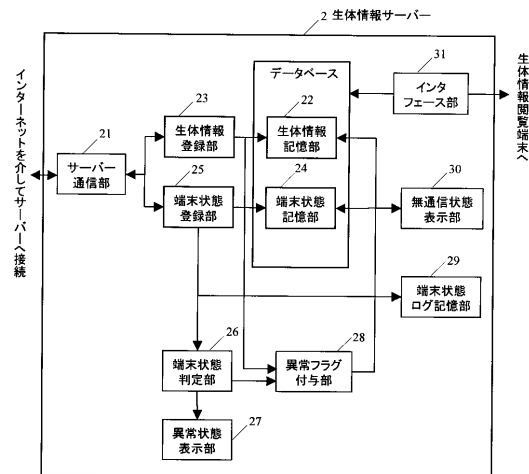 2 生体情報サーバー
データベース
31
インタ
フェース部
生体情報閲覧端末へ
インターネットを介してサーバーへ接続
21
サーバー
通信部
23
生体情報
登録部
22
生体情報
記憶部
25
端末状態
登録部
24
端末状態
記憶部
30
無通信状態
表示部
29
端末状態
ログ記憶部
26
端末状態
判定部
28
異常フラグ
付与部
27
異常状態
表示部